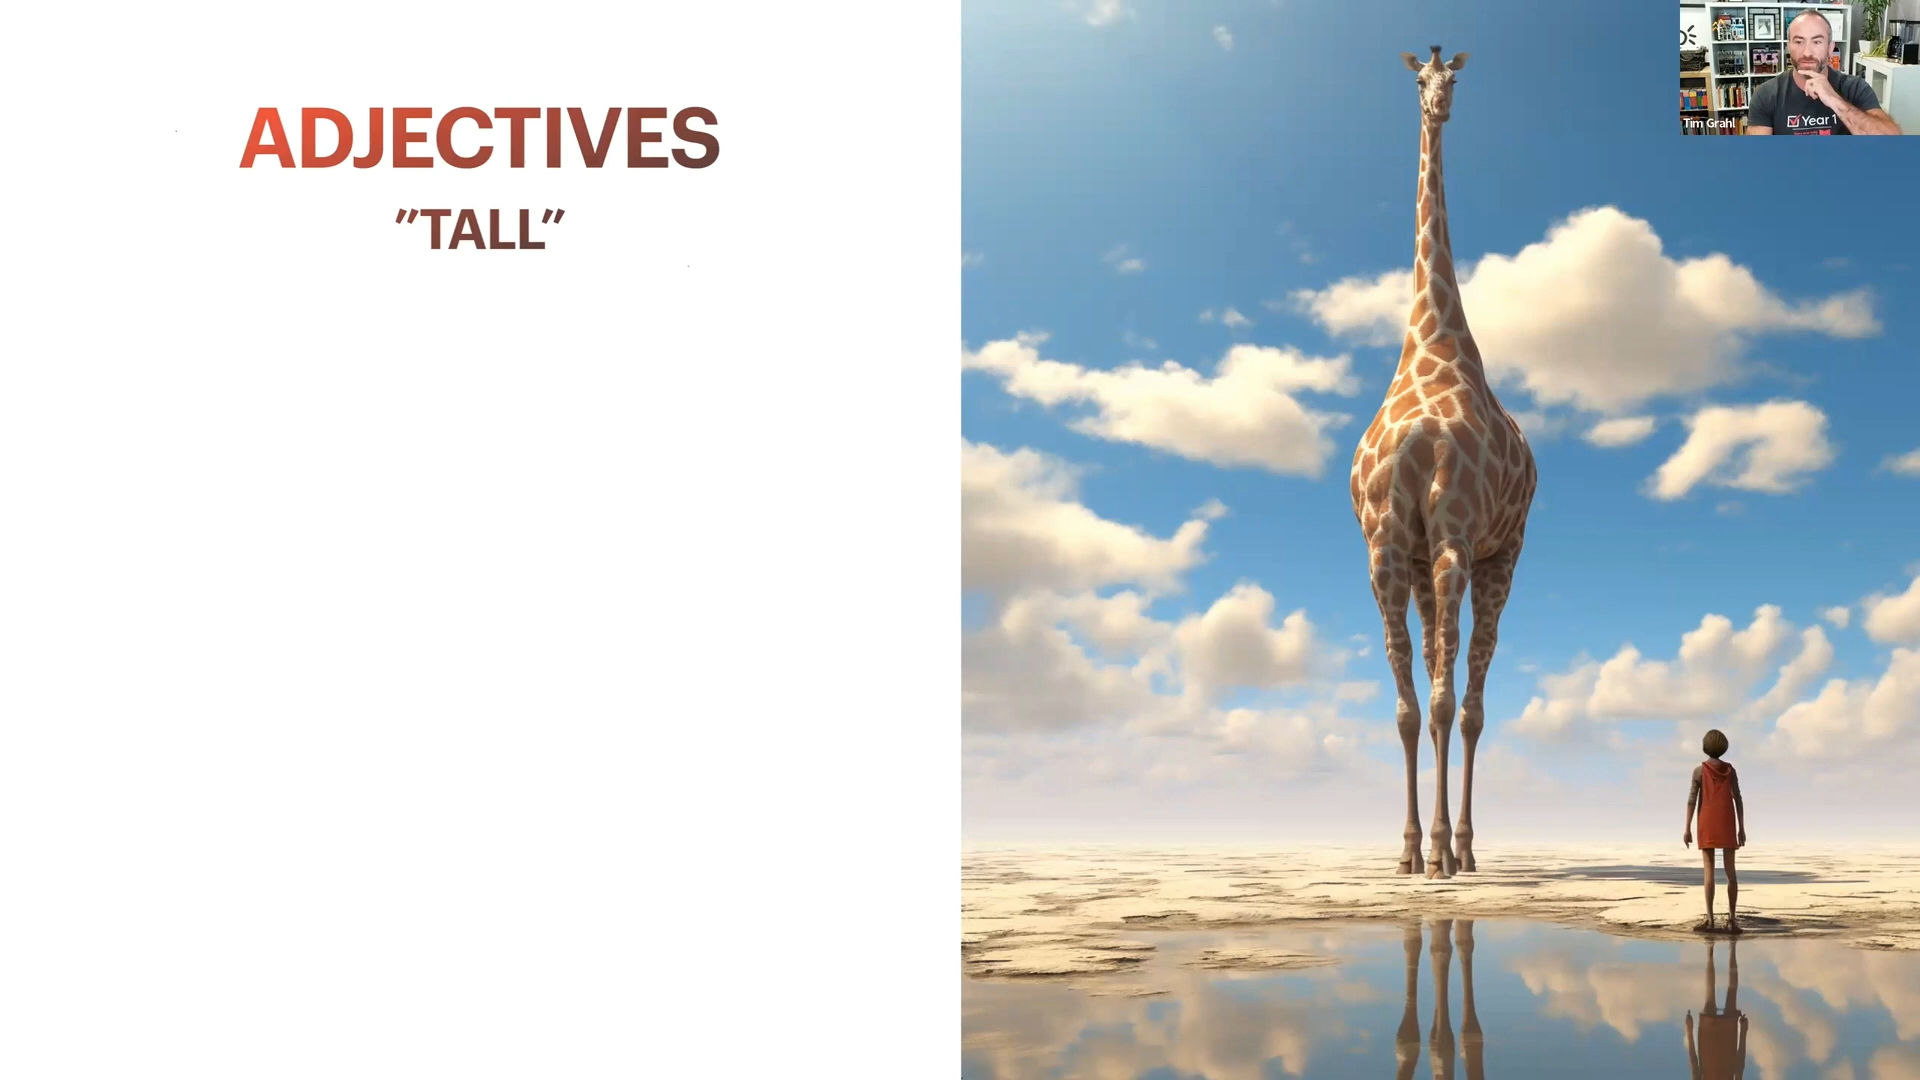 ADJECTIVES
"TALL"
Tim Grahl
Year 1